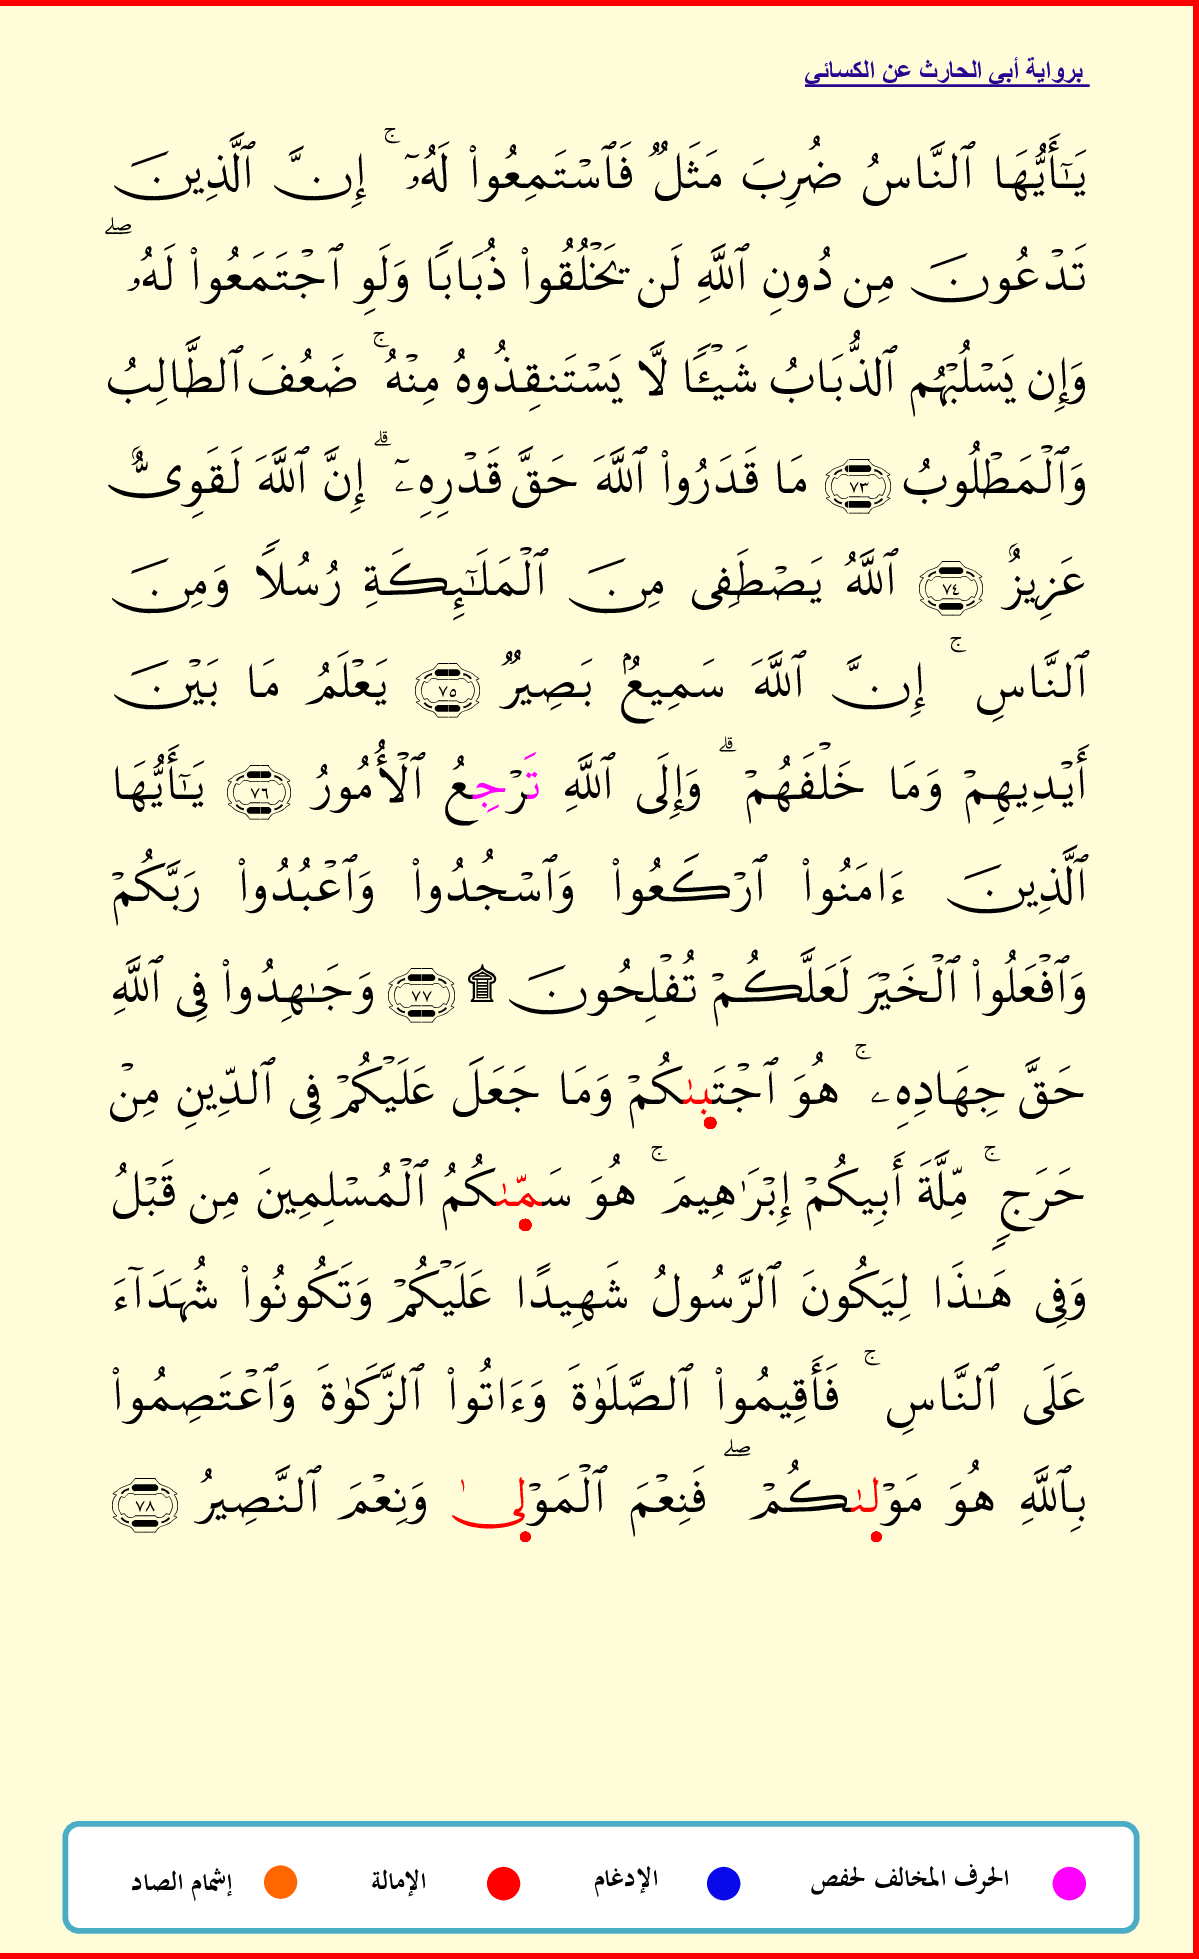 برواية أبي الحارث عن الكسائي
يَـٰٓأَيُّهَا ٱلنَّاسُ ضُرِبَ مَثَلٌ فَٱسْتَمِعُوا۟ لَهُۥٓ ۚ إِنَّ ٱلَّذِينَ
تَدْعُونَ مِن دُونِ ٱللَّهِ لَن يَخْلُقُوا۟ ذُبَابًا وَلَوِ ٱجْتَمَعُوا۟ لَهُۥ ۖ
وَإِن يَسْلُبْهُمُ ٱلذُّبَابُ شَيْـًٔا لَّا يَسْتَنقِذُوهُ مِنْهُ ۚ ضَعُفَ ٱلطَّالِبُ
وَٱلْمَطْلُوبُ ٧٣ مَا قَدَرُوا۟ ٱللَّهَ حَقَّ قَدْرِهِۦٓ ۗ إِنَّ ٱللَّهَ لَقَوِىٌّ
عَزِيزٌ ٧٤ ٱللَّهُ يَصْطَفِى مِنَ ٱلْمَلَـٰٓئِكَةِ رُسُلًا وَمِنَ
ٱلنَّاسِ ۚ إِنَّ ٱللَّهَ سَمِيعٌۢ بَصِيرٌ ٧٥ يَعْلَمُ مَا بَيْنَ
أَيْدِيهِمْ وَمَا خَلْفَهُمْ ۗ وَإِلَى ٱللَّهِ تَرْجِعُ ٱلْأُمُورُ ٧٦ يَـٰٓأَيُّهَا
ٱلَّذِينَ ءَامَنُوا۟ ٱرْكَعُوا۟ وَٱسْجُدُوا۟ وَٱعْبُدُوا۟ رَبَّكُمْ
وَٱفْعَلُوا۟ ٱلْخَيْرَ لَعَلَّكُمْ تُفْلِحُونَ ۩ ٧٧ وَجَـٰهِدُوا۟ فِى ٱللَّهِ
حَقَّ جِهَادِهِۦ ۚ هُوَ ٱجْتَبىٰكُمْ وَمَا جَعَلَ عَلَيْكُمْ فِى ٱلدِّينِ مِنْ
حَرَجٍ ۚ مِّلَّةَ أَبِيكُمْ إِبْرَٰهِيمَ ۚ هُوَ سَمّىٰكُمُ ٱلْمُسْلِمِينَ مِن قَبْلُ
وَفِى هَـٰذَا لِيَكُونَ ٱلرَّسُولُ شَهِيدًا عَلَيْكُمْ وَتَكُونُوا۟ شُهَدَآءَ
عَلَى ٱلنَّاسِ ۚ فَأَقِيمُوا۟ ٱلصَّلَوٰةَ وَءَاتُوا۟ ٱلزَّكَوٰةَ وَٱعْتَصِمُوا۟
بِٱللَّهِ هُوَ مَوْلىٰكُمْ ۖ فَنِعْمَ ٱلْمَوْلىٰ وَنِعْمَ ٱلنَّصِيرُ ٧٨
الحرف المخالف لحفص الإدغام الإمالة إشمام الصاد